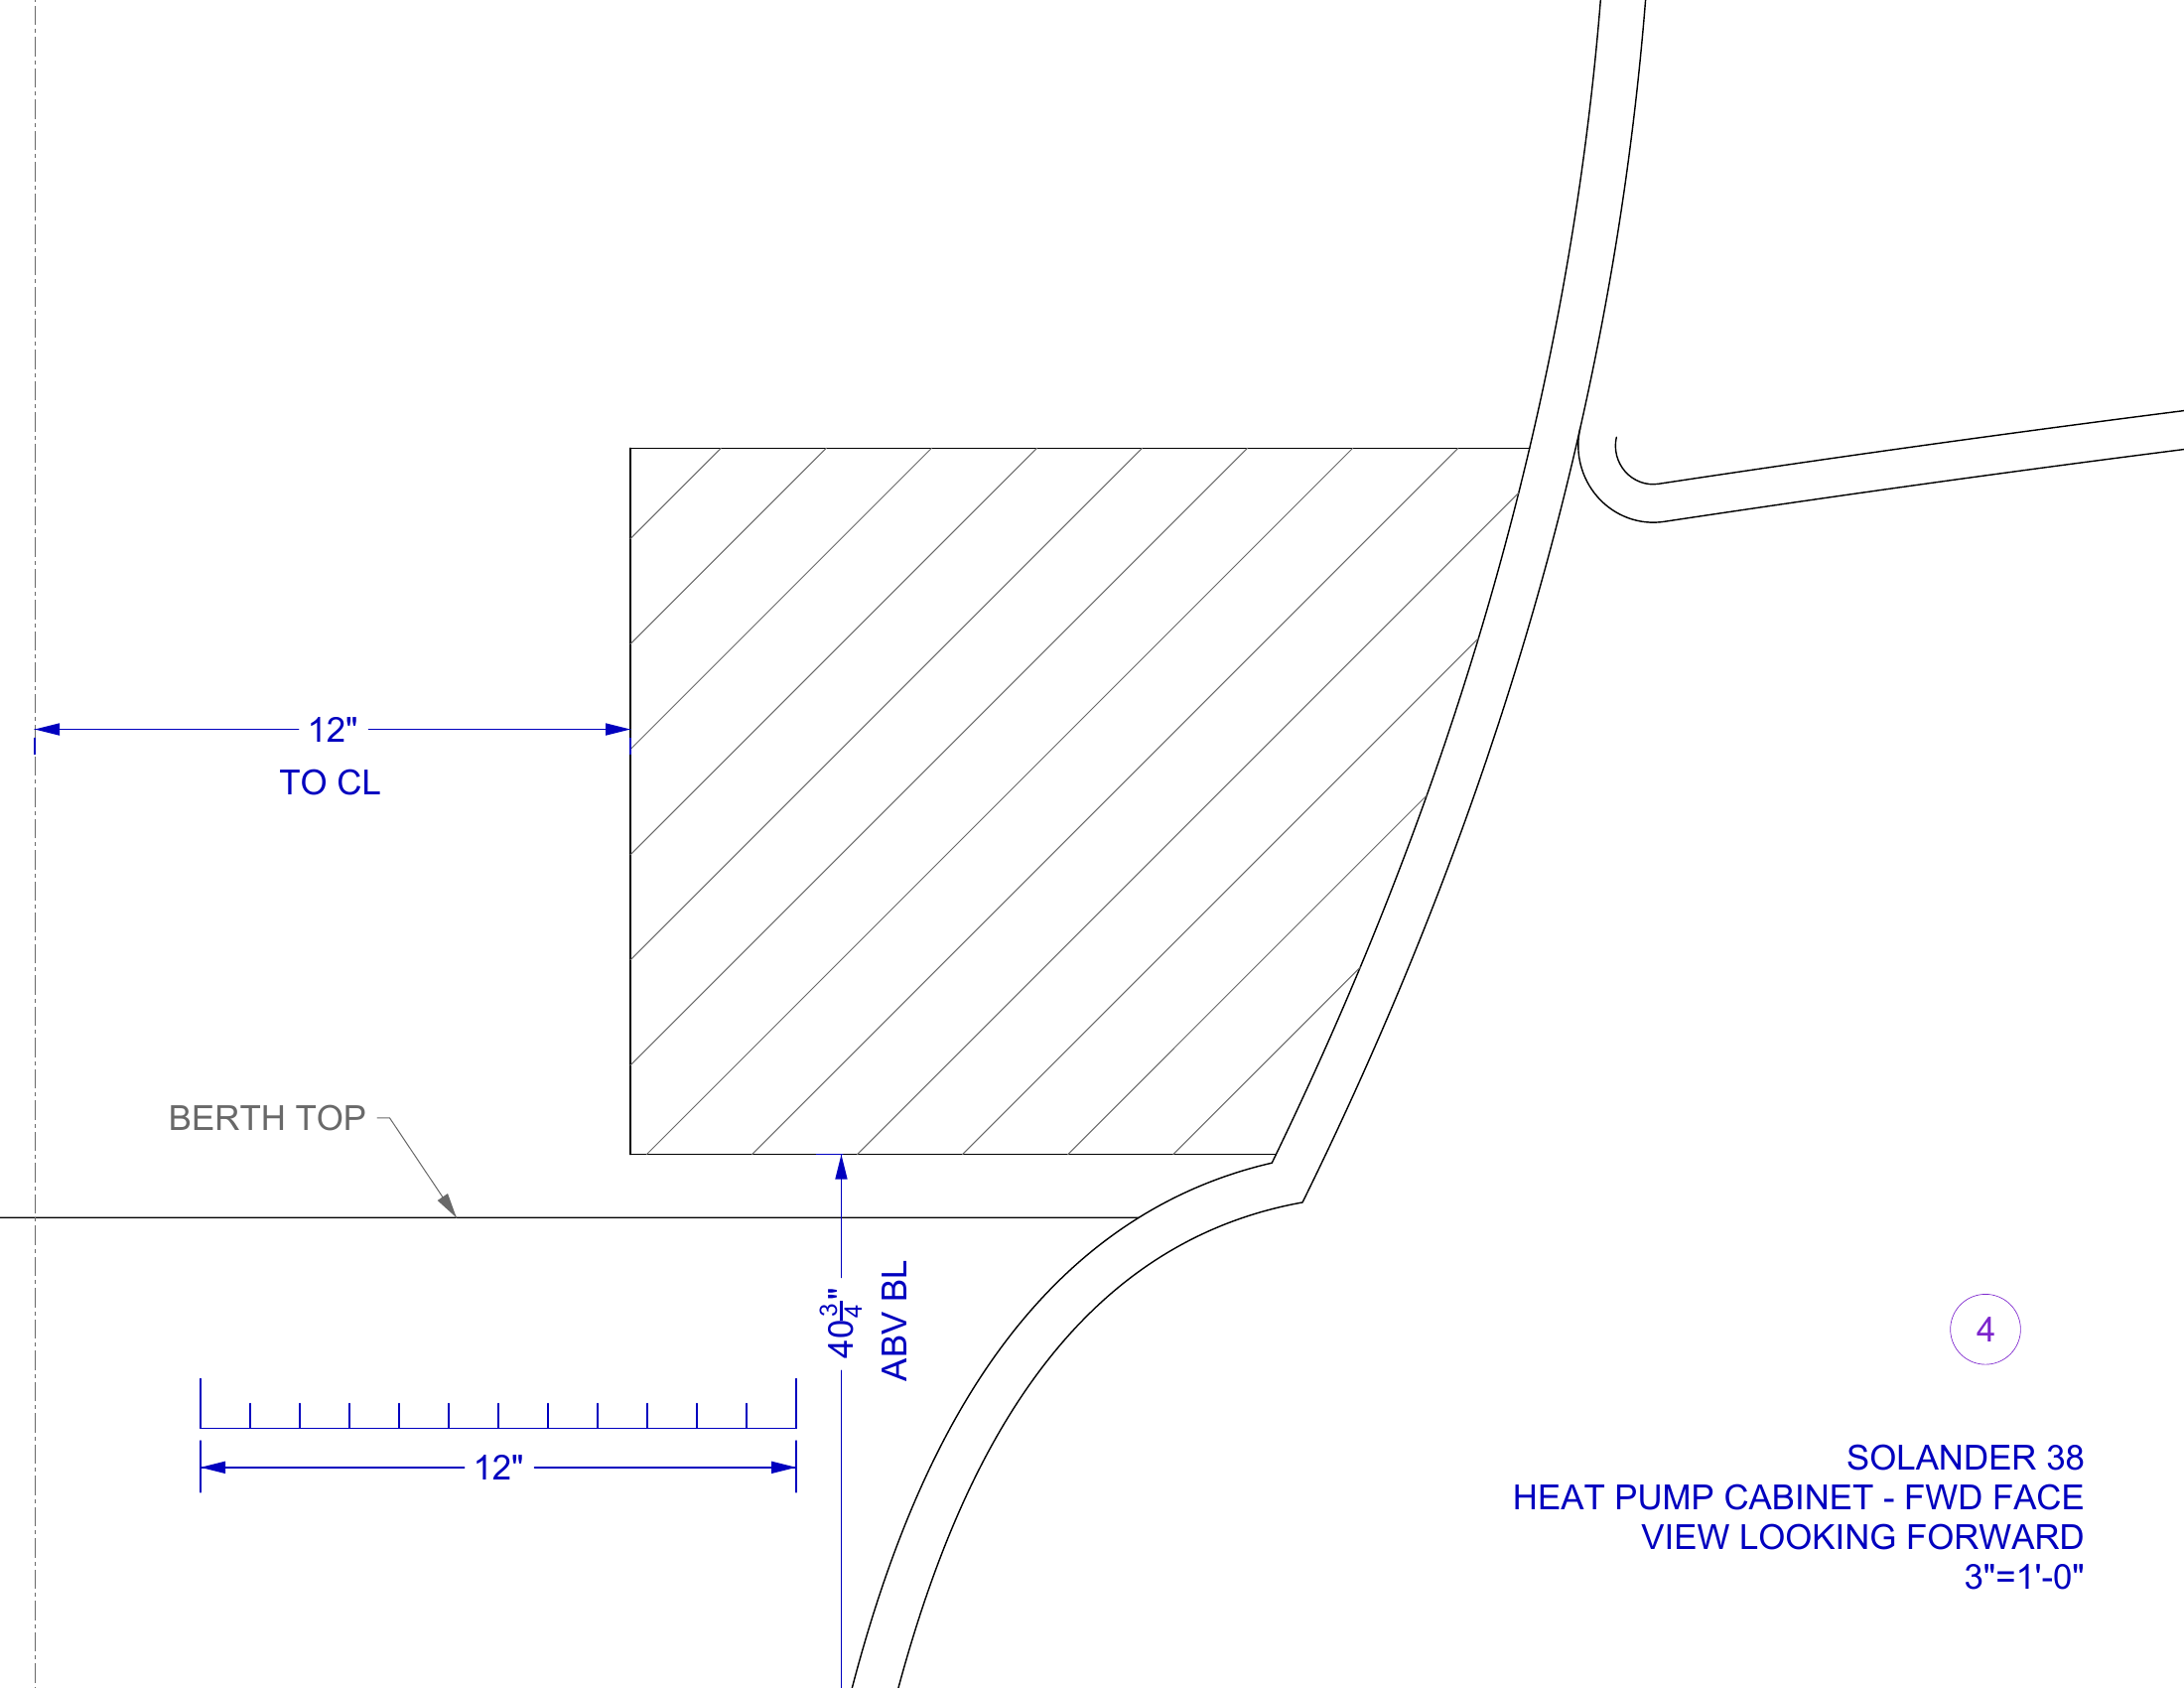 12"
TO CL
BERTH TOP
40 3/4"
ABV BL
12"
4
SOLANDER 38
HEAT PUMP CABINET - FWD FACE
VIEW LOOKING FORWARD
3"=1'-0"